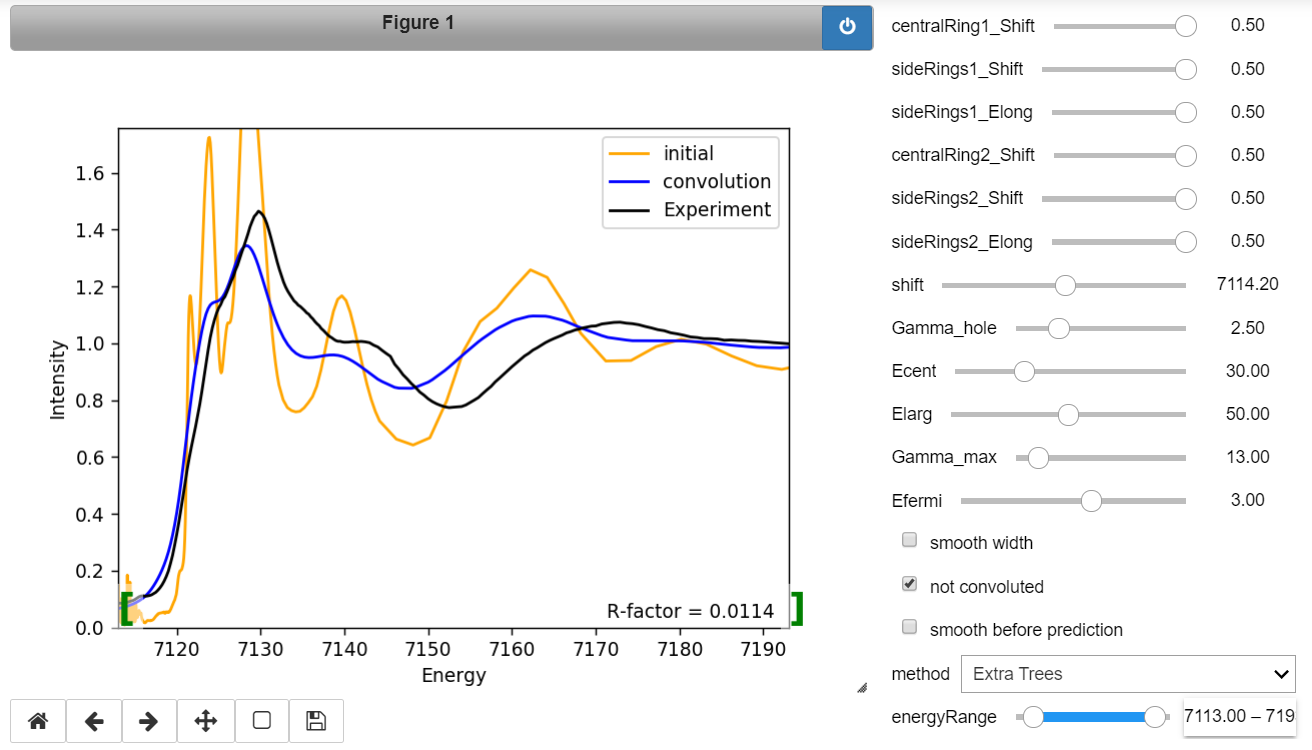 Figure 1
1.6
1.4
1.2
1.0
0.8
0.6
0.4
0.2
0.0
Intensity
initial
convolution
Experiment
R-factor = 0.0114
7120 7130 7140 7150 7160 7170 7180 7190
Energy
centralRing1_Shift 0.50
sideRings1_Shift 0.50
sideRings1_Elong 0.50
centralRing2_Shift 0.50
sideRings2_Shift 0.50
sideRings2_Elong 0.50
shift 7114.20
Gamma_hole 2.50
Ecent 30.00
Elarg 50.00
Gamma_max 13.00
Efermi 3.00
smooth width
not convoluted
smooth before prediction
method Extra Trees
energyRange 7113.00 – 719